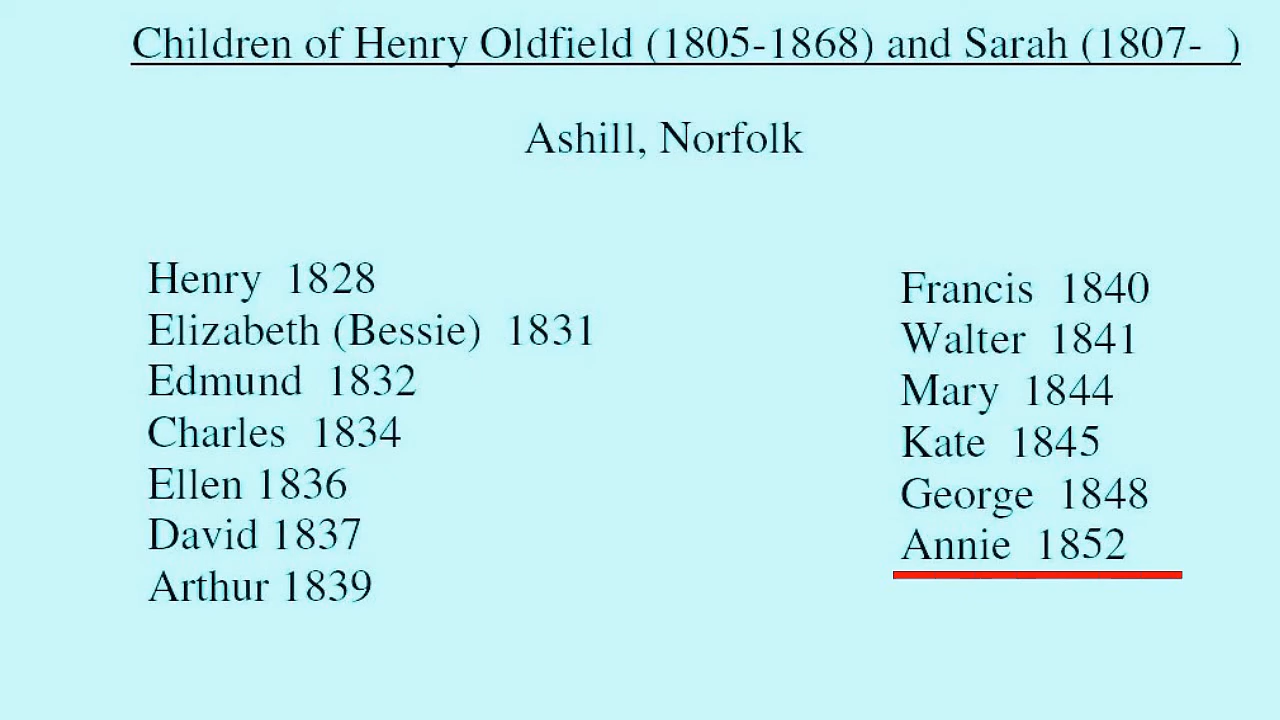 Children of Henry Oldfield (1805-1868) and Sarah (1807-  )
Ashill, Norfolk
Henry  1828
Elizabeth (Bessie)  1831
Edmund  1832
Charles  1834
Ellen 1836
David 1837
Arthur 1839
Francis  1840
Walter  1841
Mary  1844
Kate  1845
George  1848
Annie  1852